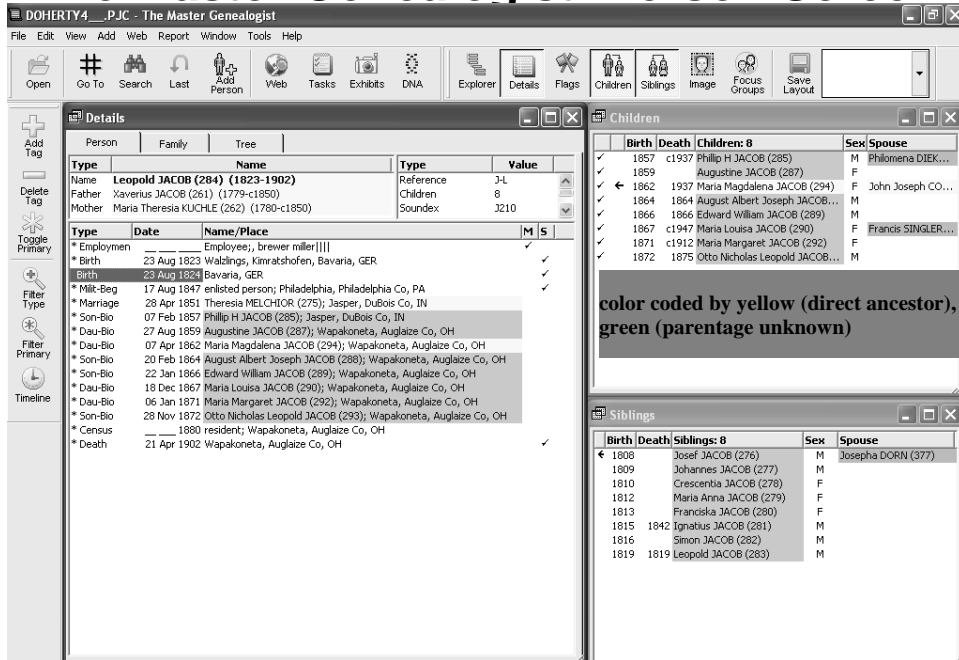 DOHERTY4__.PJC - The Master Genealogist
File Edit View Add Web Report Window Tools Help
Open Go To Search Last Add Person Web Tasks Exhibits DNA Explorer Details Flags Children Siblings Image Focus Groups Save Layout
Add Tag
Delete Tag
Toggle Primary
Filter Type
Filter Primary
Timeline
Details
Person Family Tree
Type Name Type Value
Name Leopold JACOB (284) (1823-1902) Reference J-L
Father Xaverius JACOB (261) (1779-c1850) Children 8
Mother Maria Theresia KUCHLE (262) (1780-c1850) Soundex J210
Type Date Name/Place M S
* Employmen __ __ ____ Employee;, brewer miller|||| ✓
* Birth 23 Aug 1823 Walzlings, Kimratshofen, Bavaria, GER ✓
Birth 23 Aug 1824 Bavaria, GER ✓
* Milit-Beg 17 Aug 1847 enlisted person; Philadelphia, Philadelphia Co, PA ✓
* Marriage 28 Apr 1851 Theresia MELCHIOR (275); Jasper, DuBois Co, IN
* Son-Bio 07 Feb 1857 Phillip H JACOB (285); Jasper, DuBois Co, IN
* Dau-Bio 27 Aug 1859 Augustine JACOB (287); Wapakoneta, Auglaize Co, OH
* Dau-Bio 07 Apr 1862 Maria Magdalena JACOB (294); Wapakoneta, Auglaize Co, OH
* Son-Bio 20 Feb 1864 August Albert Joseph JACOB (288); Wapakoneta, Auglaize Co, OH
* Son-Bio 22 Jan 1866 Edward William JACOB (289); Wapakoneta, Auglaize Co, OH
* Dau-Bio 18 Dec 1867 Maria Louisa JACOB (290); Wapakoneta, Auglaize Co, OH
* Dau-Bio 06 Jan 1871 Maria Margaret JACOB (292); Wapakoneta, Auglaize Co, OH
* Son-Bio 28 Nov 1872 Otto Nicholas Leopold JACOB (293); Wapakoneta, Auglaize Co, OH
* Census __ ___ 1880 resident; Wapakoneta, Auglaize Co, OH
* Death 21 Apr 1902 Wapakoneta, Auglaize Co, OH ✓
Children
Birth Death Children: 8 Sex Spouse
✓ 1857 c1937 Phillip H JACOB (285) M Philomena DIEK...
✓ 1859 Augustine JACOB (287) F
✓ ← 1862 1937 Maria Magdalena JACOB (294) F John Joseph CO...
✓ 1864 1864 August Albert Joseph JACOB... M
✓ 1866 1866 Edward William JACOB (289) M
✓ 1867 c1947 Maria Louisa JACOB (290) F Francis SINGLER...
✓ 1871 c1912 Maria Margaret JACOB (292) F
✓ 1872 1875 Otto Nicholas Leopold JACOB... M
color coded by yellow (direct ancestor),
green (parentage unknown)
Siblings
Birth Death Siblings: 8 Sex Spouse
← 1808 Josef JACOB (276) M Josepha DORN (377)
1809 Johannes JACOB (277) M
1810 Crescentia JACOB (278) F
1812 Maria Anna JACOB (279) F
1813 Franciska JACOB (280) F
1815 1842 Ignatius JACOB (281) M
1816 Simon JACOB (282) M
1819 1819 Leopold JACOB (283) M